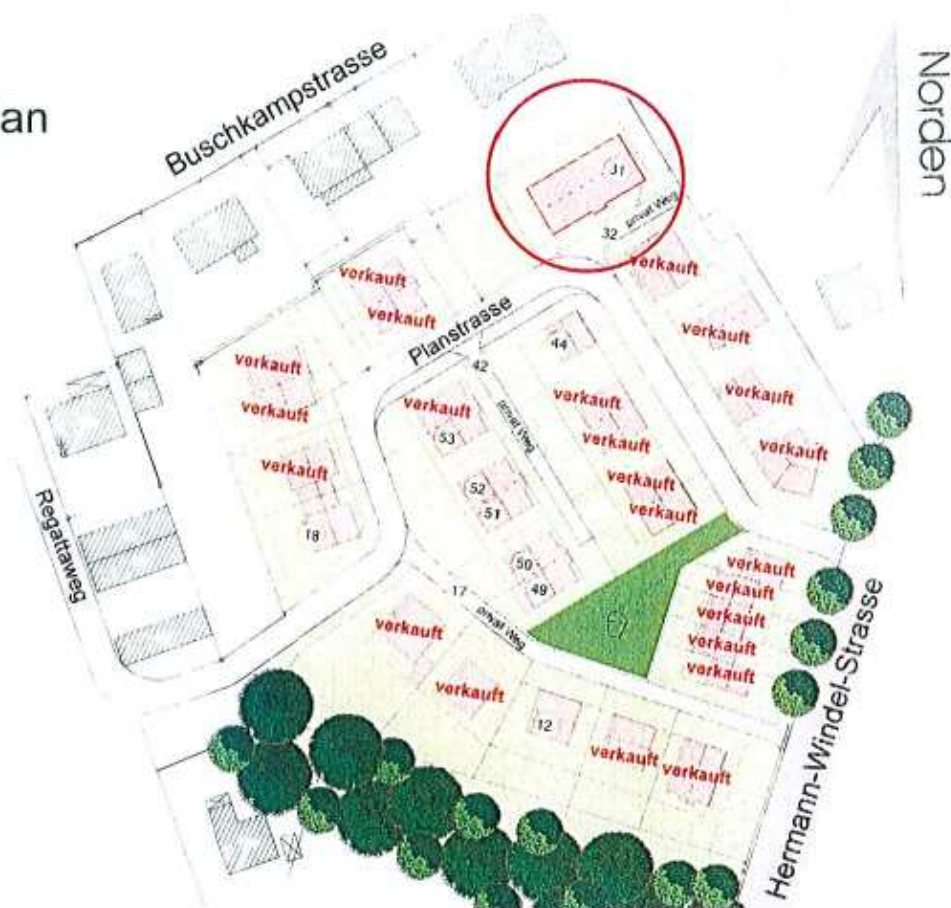 an
Buschkampstrasse
Norden
31
privat Weg
32
verkauft
verkauft
verkauft
verkauft
Planstrasse
44
42
verkauft
verkauft
verkauft
verkauft
verkauft
53
privat Weg
verkauft
verkauft
verkauft
verkauft
52
51
verkauft
verkauft
18
Regattaweg
50
49
17
privat Weg
verkauft
verkauft
verkauft
verkauft
verkauft
verkauft
verkauft
12
verkauft
verkauft
Hermann-Windel-Strasse